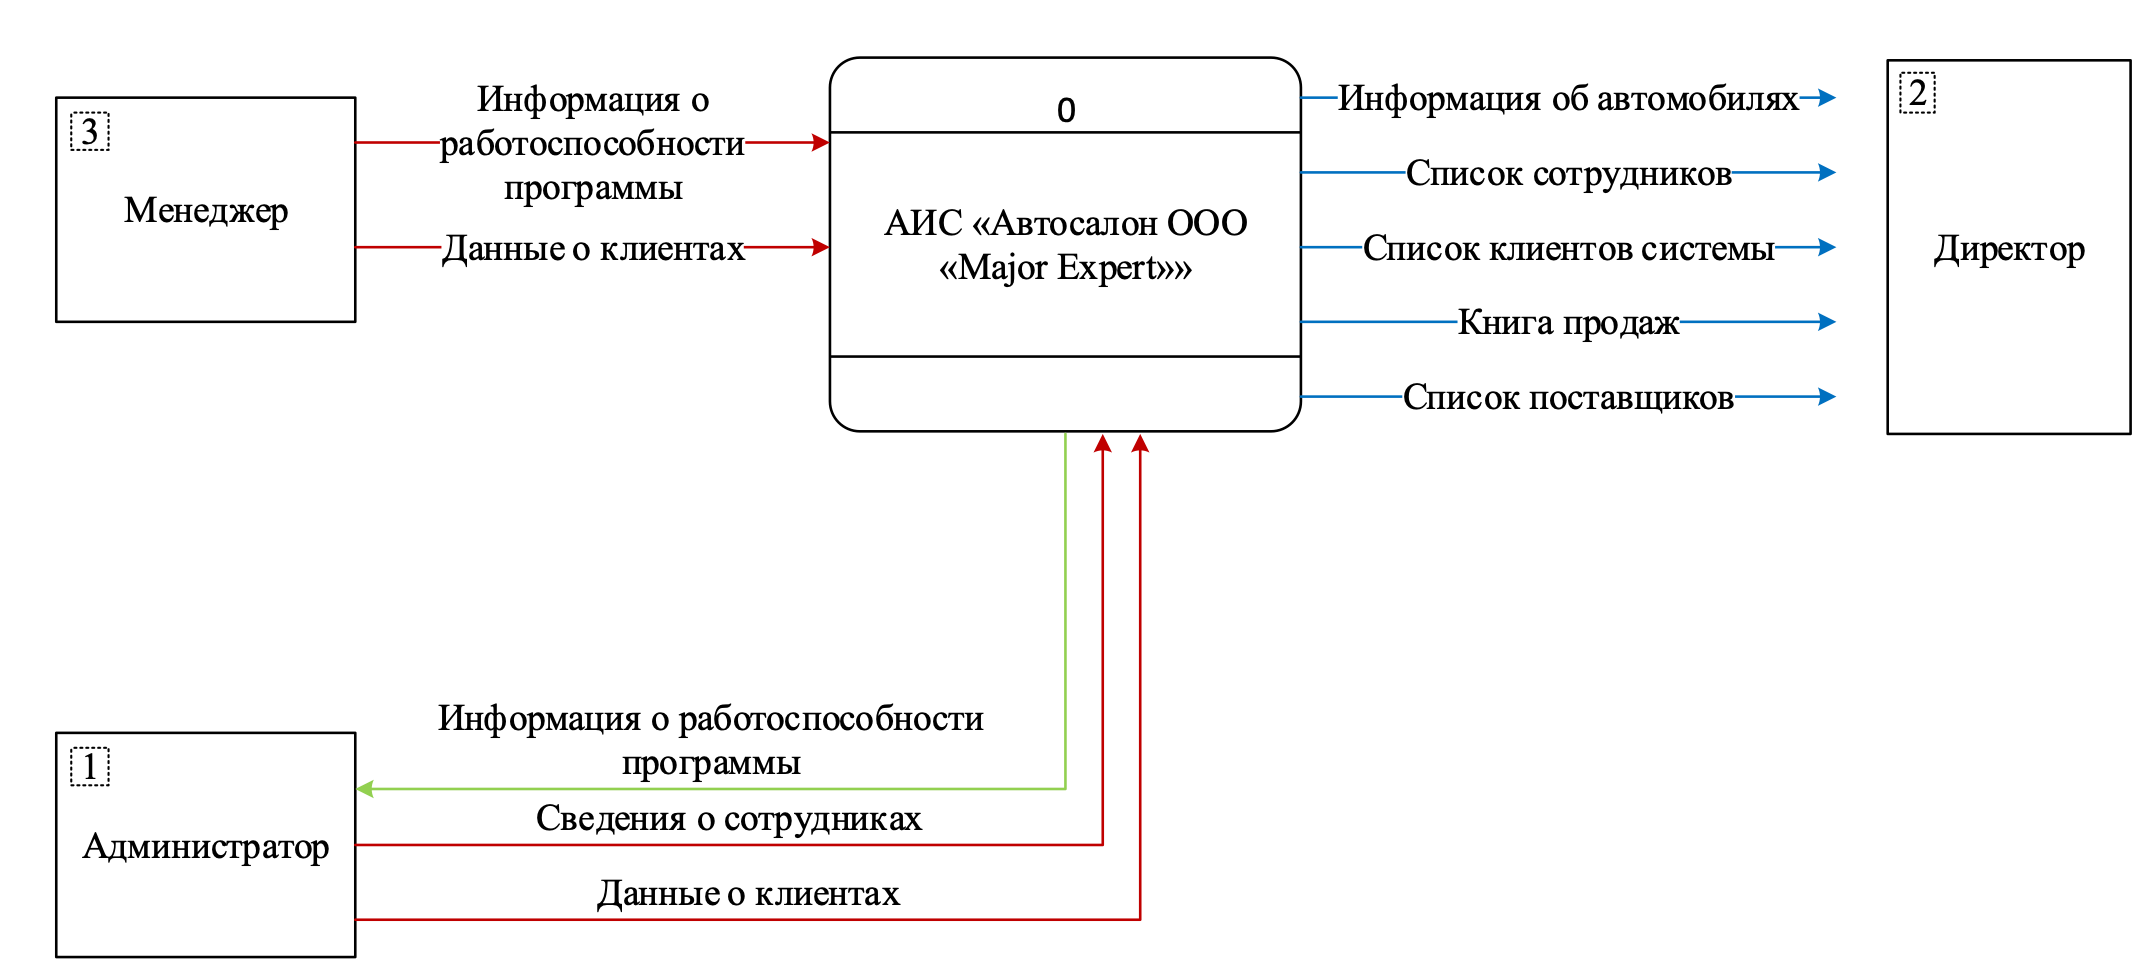 3
Менеджер
Информация о
работоспособности
программы
Данные о клиентах
0
АИС «Автосалон ООО
«Major Expert»»
Информация об автомобилях
Список сотрудников
Список клиентов системы
Книга продаж
Список поставщиков
2
Директор
Информация о работоспособности
программы
Сведения о сотрудниках
Данные о клиентах
1
Администратор